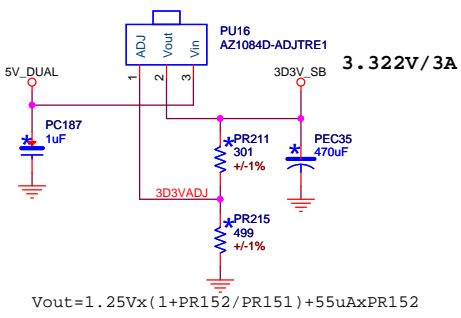 PU16
AZ1084D-ADJTRE1
ADJ
Vout
Vin
1
2
3
5V_DUAL
3D3V_SB
3.322V/3A
PC187
1uF
PR211
301
+/-1%
PEC35
470uF
3D3VADJ
PR215
499
+/-1%
Vout=1.25Vx(1+PR152/PR151)+55uAxPR152